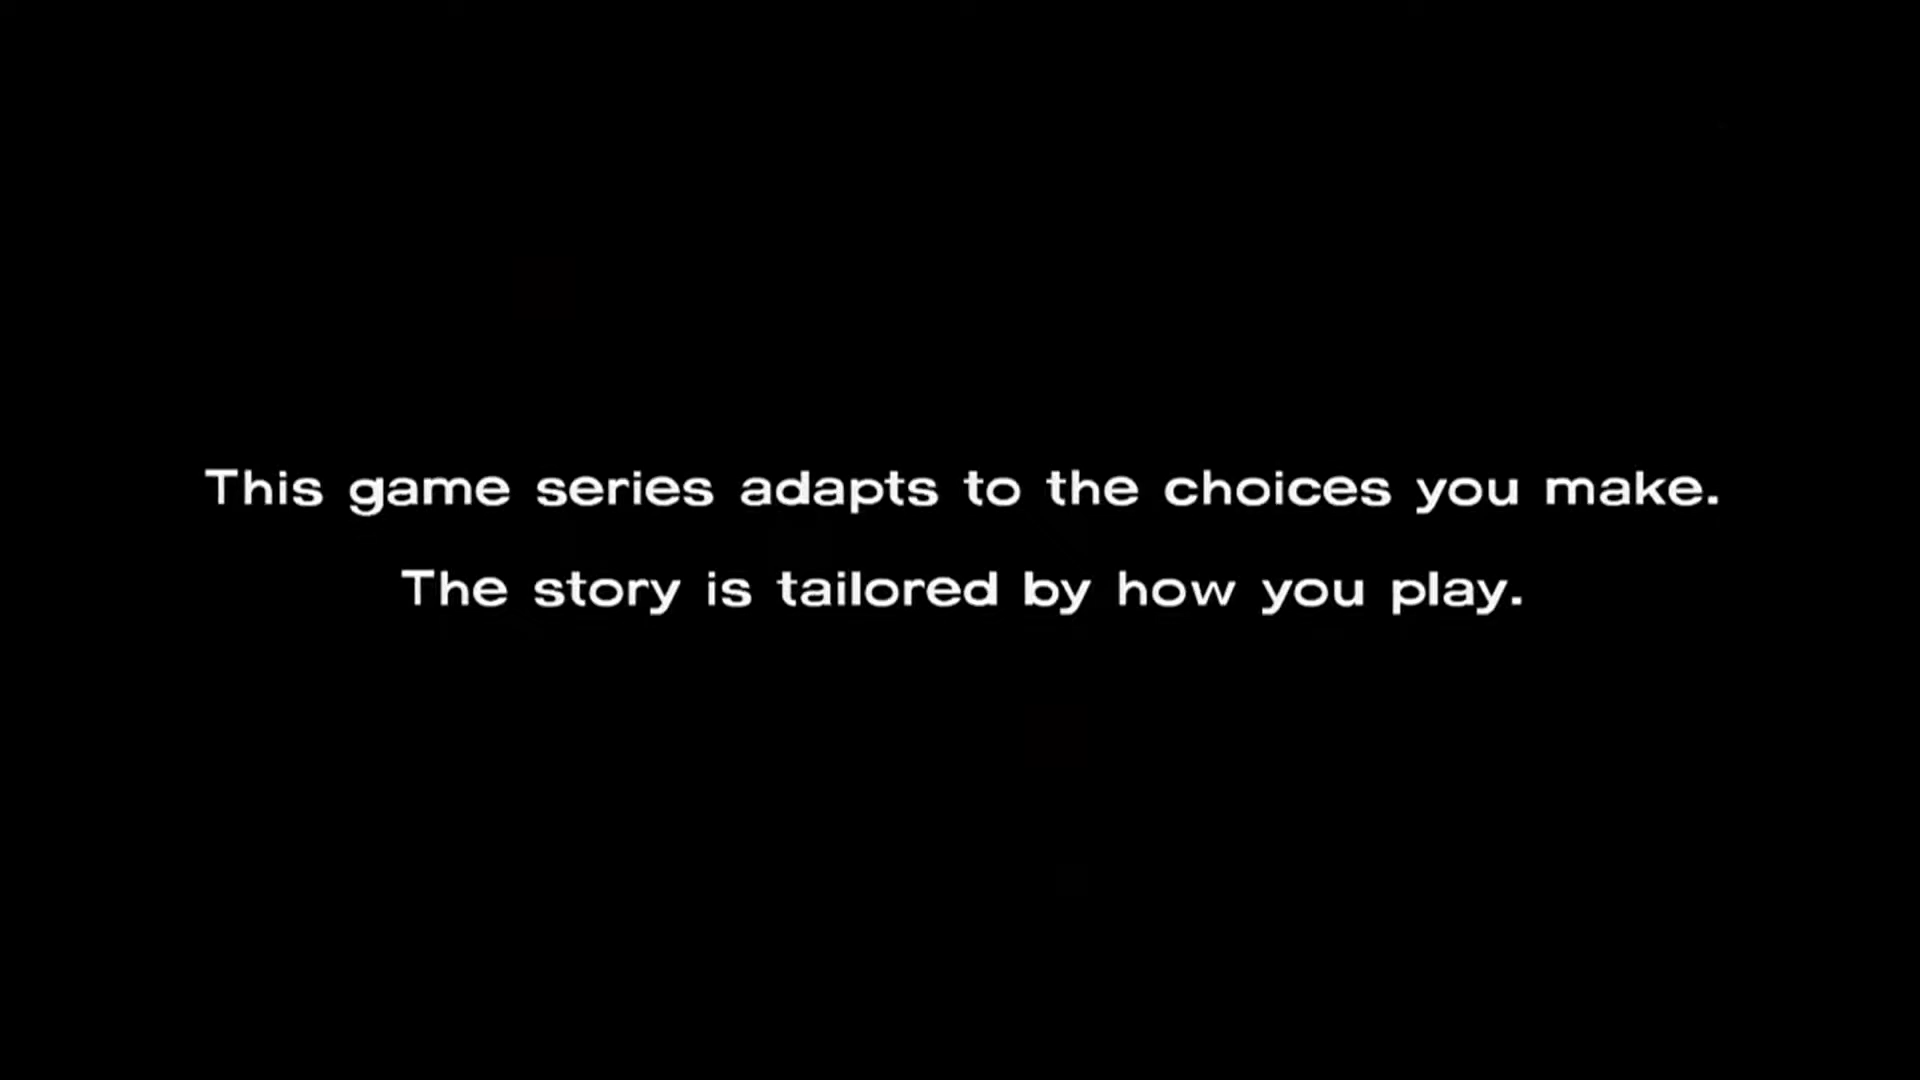 This game series adapts to the choices you make.
The story is tailored by how you play.